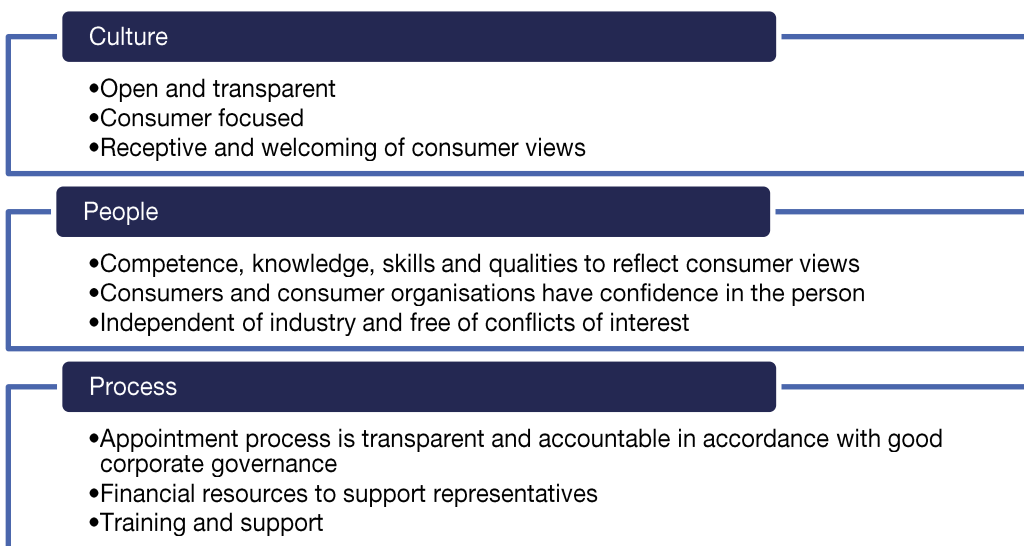 Culture
•Open and transparent
•Consumer focused
•Receptive and welcoming of consumer views
People
•Competence, knowledge, skills and qualities to reflect consumer views
•Consumers and consumer organisations have confidence in the person
•Independent of industry and free of conflicts of interest
Process
•Appointment process is transparent and accountable in accordance with good
corporate governance
•Financial resources to support representatives
•Training and support